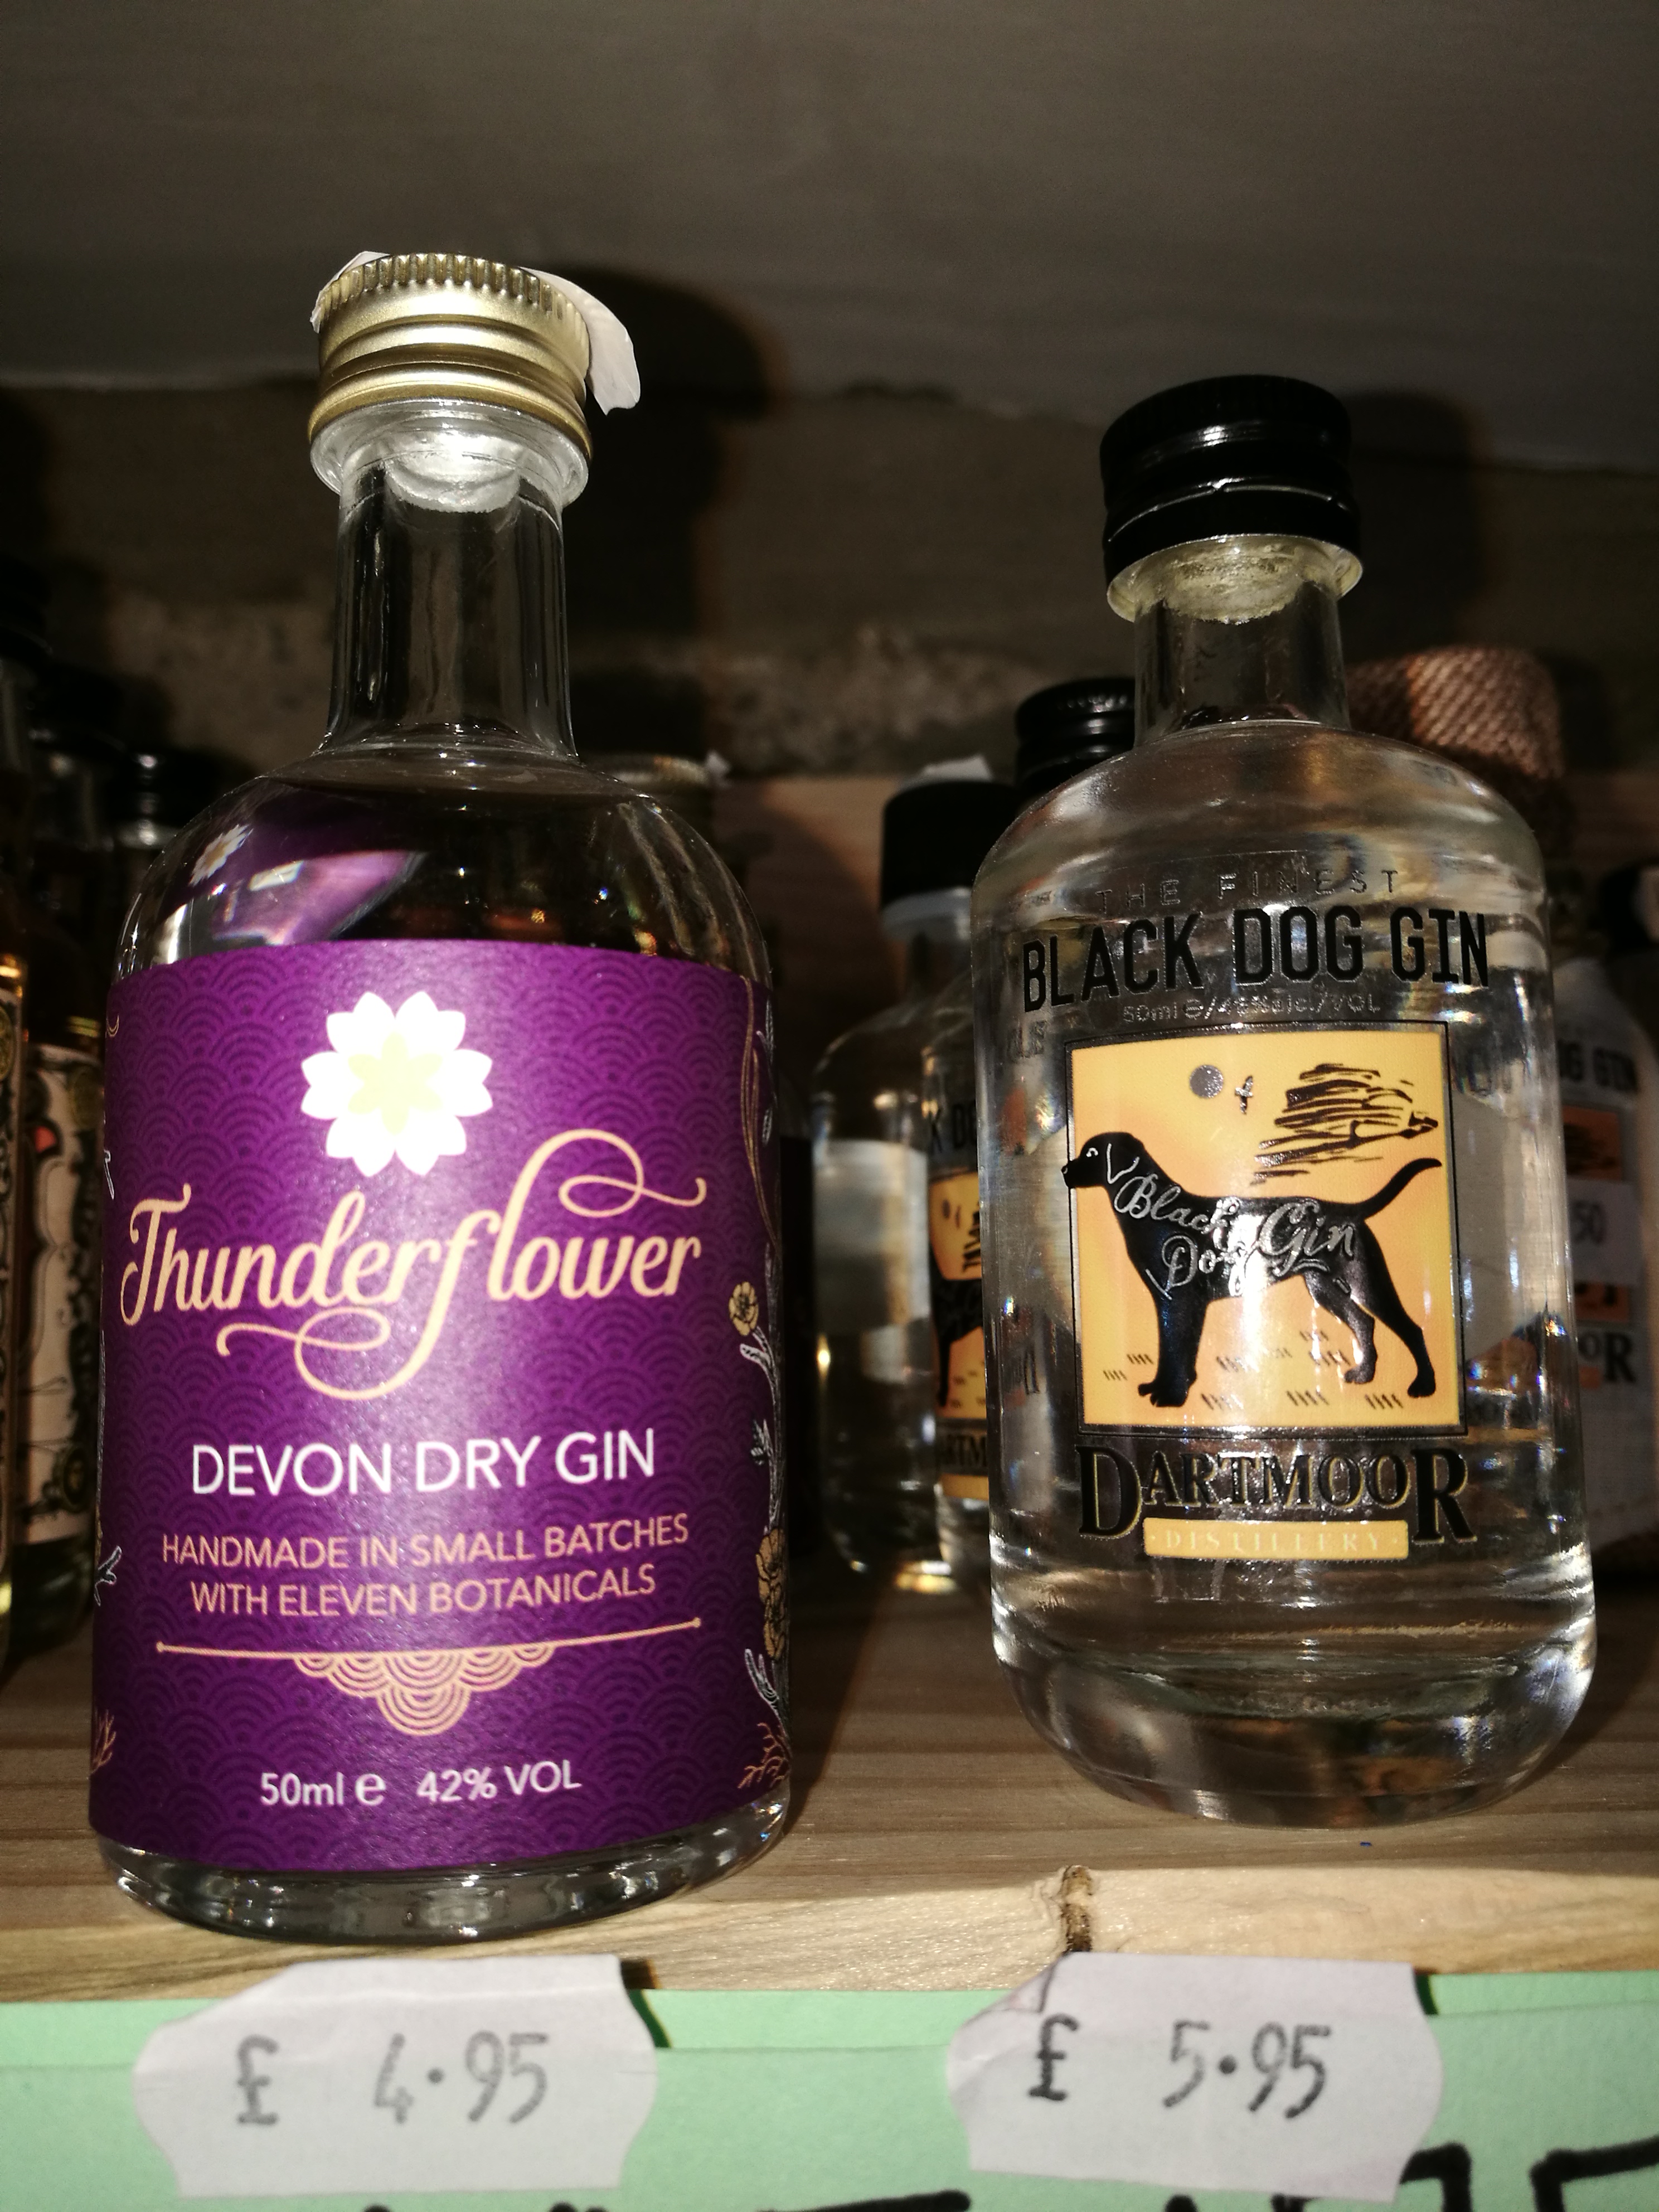 Thunderflower
DEVON DRY GIN
HANDMADE IN SMALL BATCHES
WITH ELEVEN BOTANICALS
50ml e 42% VOL
THE FINEST
BLACK DOG GIN
Black Dog Gin
DARTMOOR
DISTILLERY
£ 4.95
£ 5.95